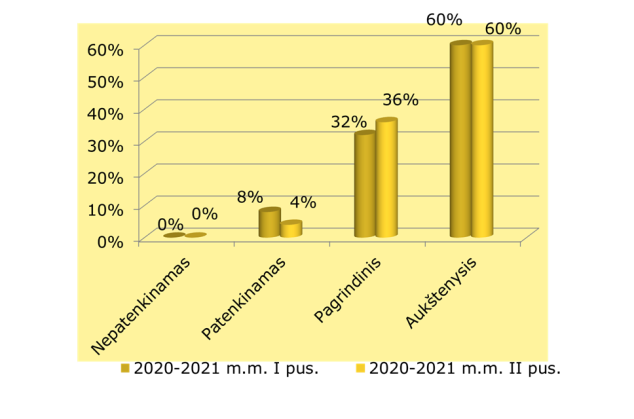 60%
60%
60%
50%
40%
36%
32%
30%
20%
10%
8%
4%
0%
0%
0%
Nepatenkinamas
Patenkinamas
Pagrindinis
Aukštenysis
2020-2021 m.m. I pus.
2020-2021 m.m. II pus.